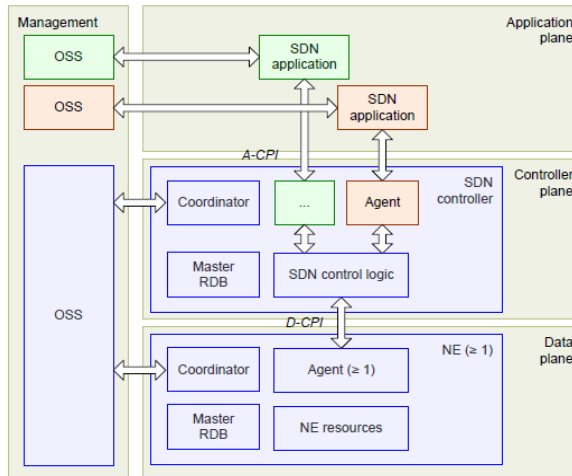 Management
Application
plane
OSS
SDN
application
OSS
SDN
application
A-CPI
Controller
plane
SDN
controller
Coordinator
...
Agent
Master
RDB
SDN control logic
OSS
D-CPI
Data
plane
NE (≥ 1)
Coordinator
Agent (≥ 1)
Master
RDB
NE resources